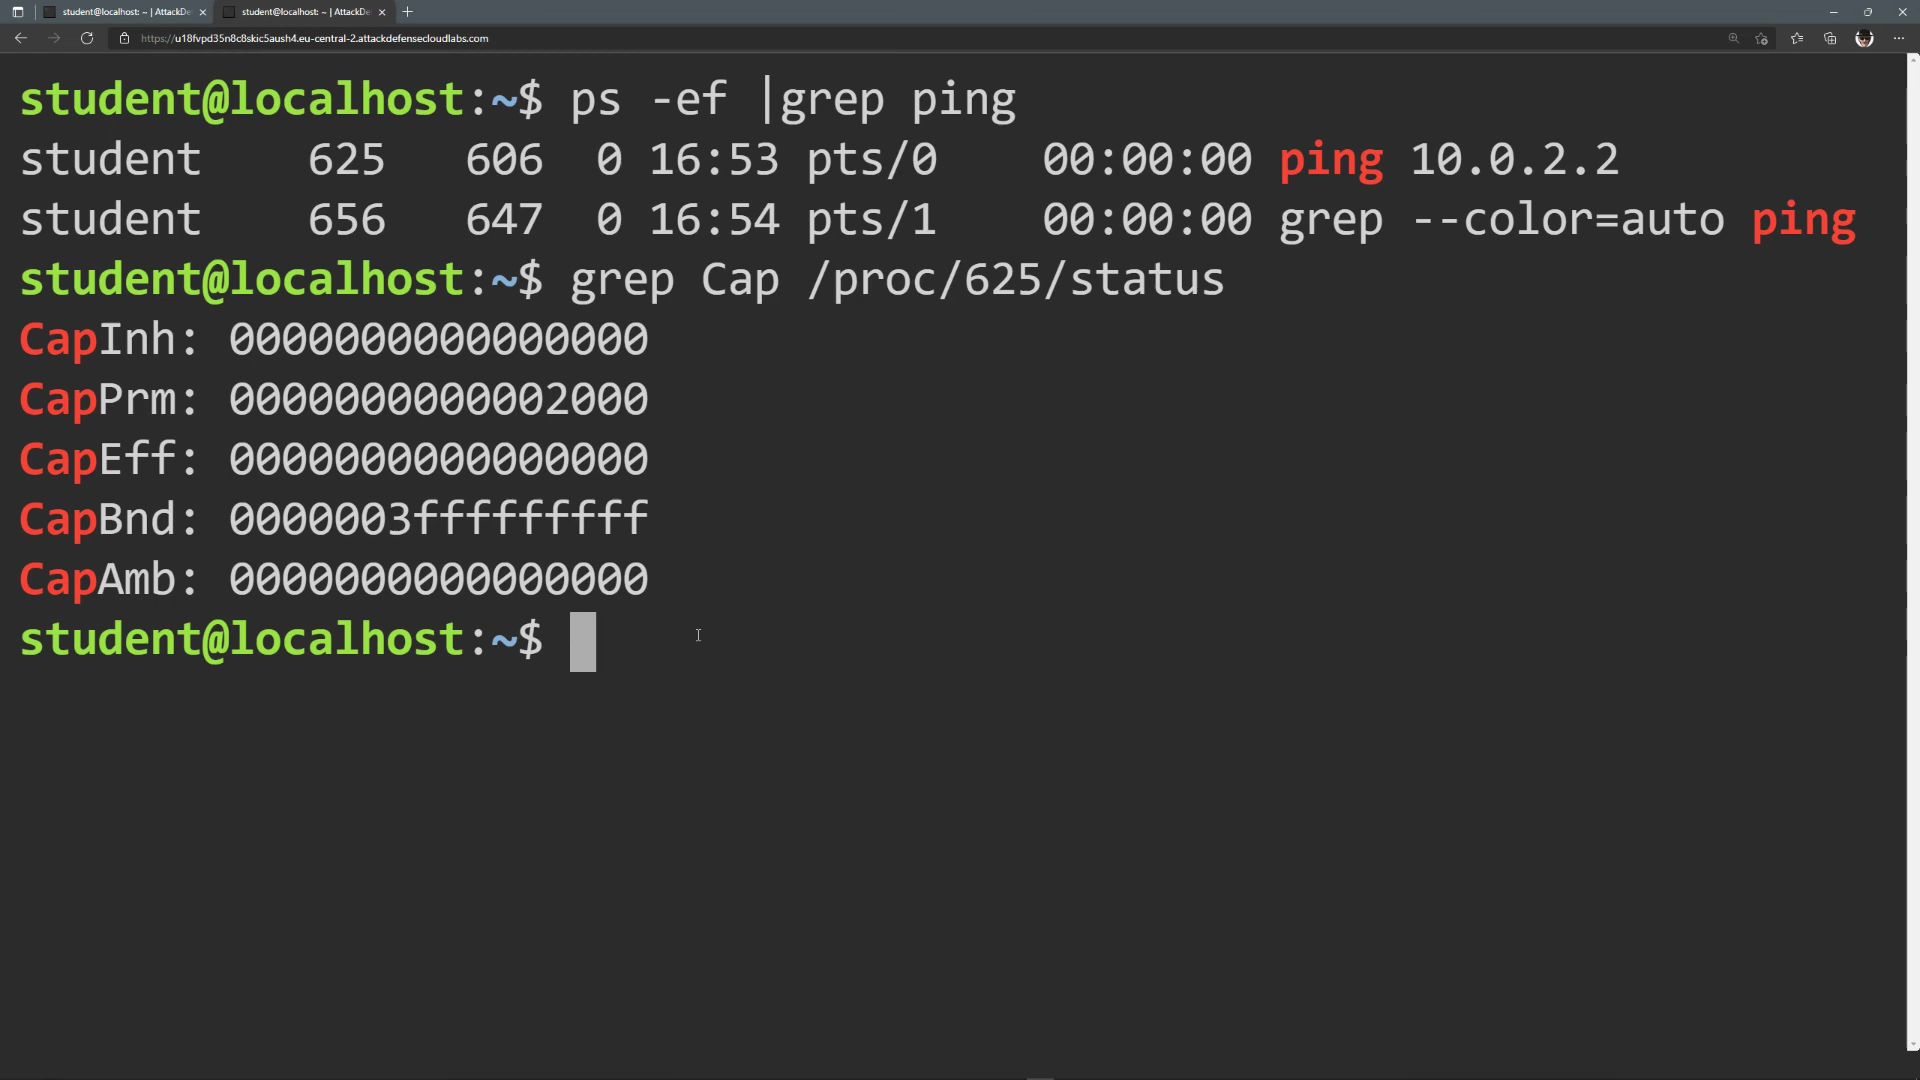 student@localhost: ~ | AttackDe
student@localhost: ~ | AttackDe
https://u18fvpd35n8c8skic5aush4.eu-central-2.attackdefensecloudlabs.com
student@localhost:~$ ps -ef |grep ping
student 625 606 0 16:53 pts/0 00:00:00 ping 10.0.2.2
student 656 647 0 16:54 pts/1 00:00:00 grep --color=auto ping
student@localhost:~$ grep Cap /proc/625/status
CapInh: 0000000000000000
CapPrm: 0000000000002000
CapEff: 0000000000000000
CapBnd: 0000003fffffffff
CapAmb: 0000000000000000
student@localhost:~$